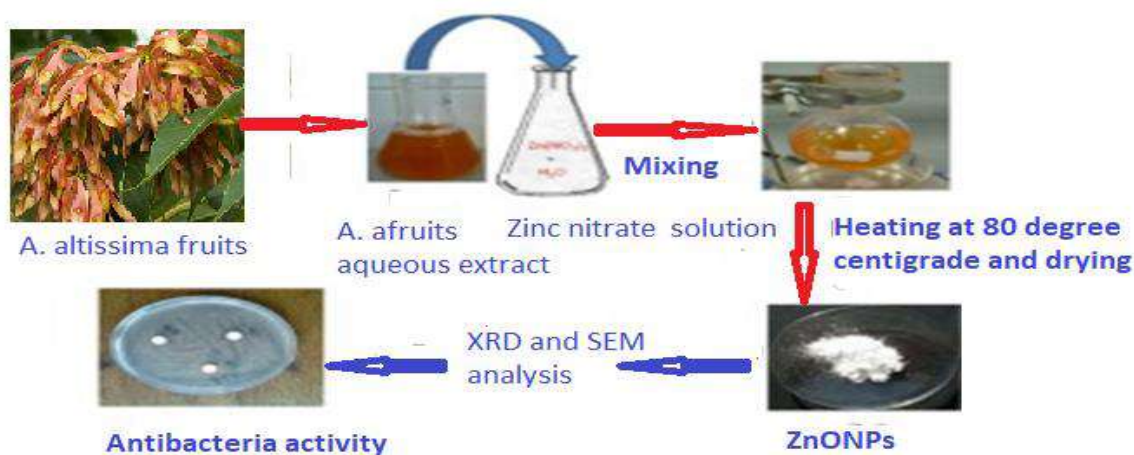 A. altissima fruits
A. afruits
aqueous extract
Zinc nitrate solution
Mixing
Heating at 80 degree
centigrade and drying
ZnONPs
XRD and SEM
analysis
Antibacteria activity